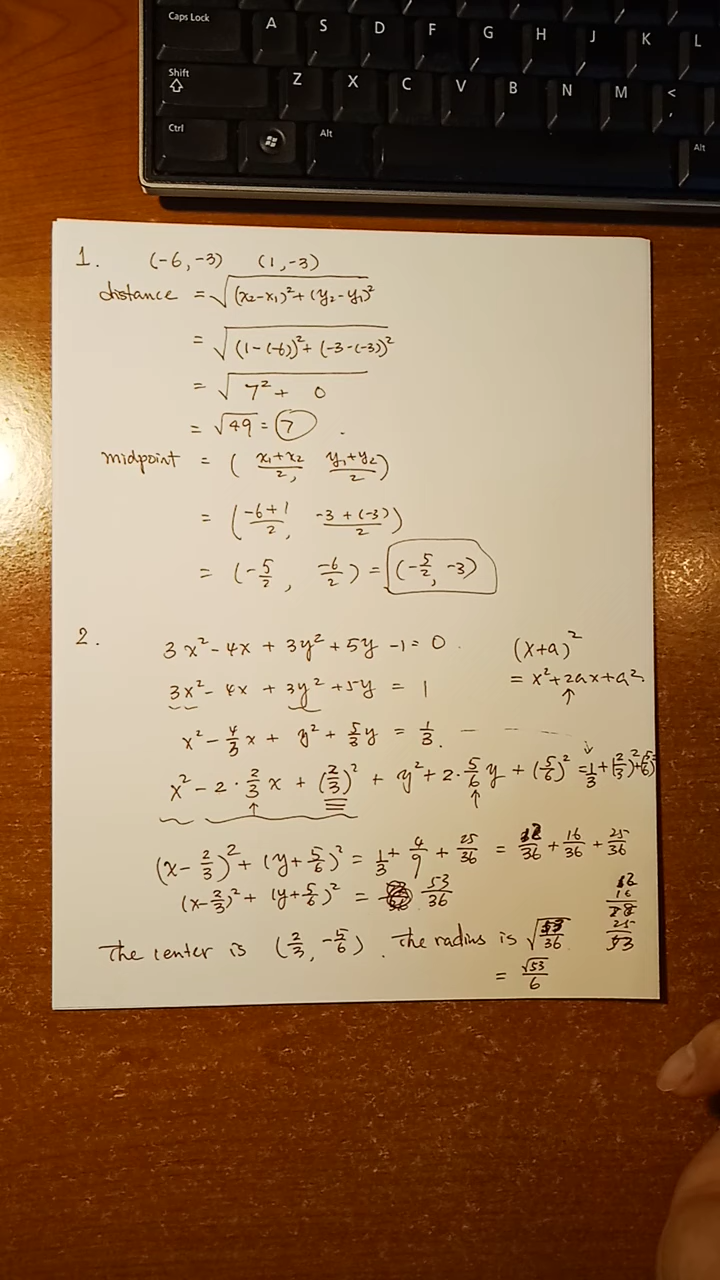 Caps Lock A S D F G H J K L
Shift Z X C V B N M <
,
Ctrl Alt Alt
1. (-6, -3) (1, -3)
distance = √((x₂-x₁)²+(y₂-y₁)²)
= √((1-(-6))²+(-3-(-3))²)
= √(7² + 0)
= √49 = 7
midpoint = ( (x₁+x₂)/2, (y₁+y₂)/2 )
= ( (-6+1)/2, (-3+(-3))/2 )
= ( -5/2, -6/2 ) = ( -5/2, -3 )
2. 3x² - 4x + 3y² + 5y - 1 = 0 (x+a)²
3x² - 4x + 3y² + 5y = 1 = x²+2ax+a²
x² - 4/3 x + y² + 5/3 y = 1/3.
x² - 2 · 2/3 x + (2/3)² + y² + 2 · 5/6 y + (5/6)² = 1/3 + (2/3)² + (5/6)²
(x - 2/3)² + (y + 5/6)² = 1/3 + 4/9 + 25/36 = 12/36 + 16/36 + 25/36
(x - 2/3)² + (y + 5/6)² = 53/36
12
16
28
25
53
The center is (2/3, -5/6). The radius is √(53/36)
= √53/6